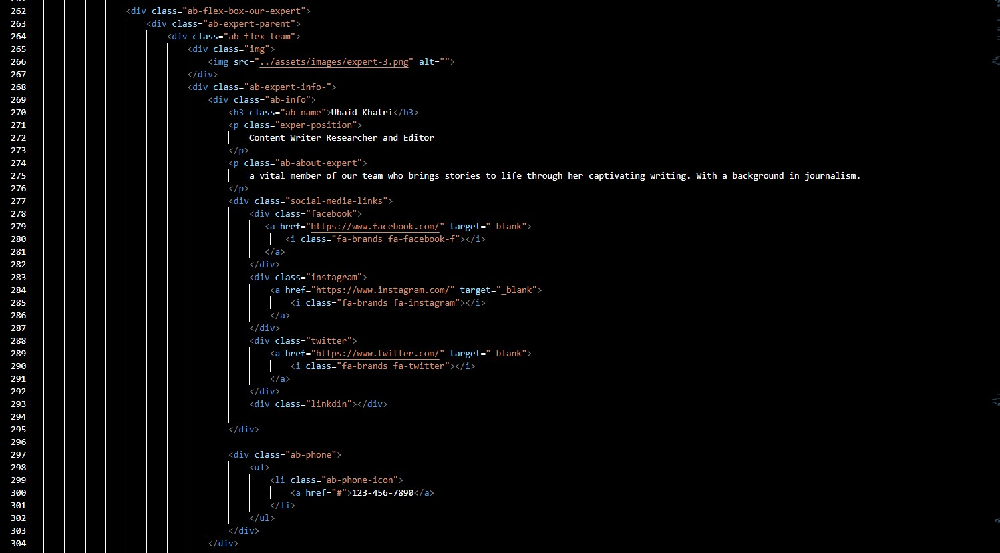 262 <div class="ab-flex-box-our-expert">
263 <div class="ab-expert-parent">
264 <div class="ab-flex-team">
265 <div class="img">
266 <img src="../assets/images/expert-3.png" alt="">
267 </div>
268 <div class="ab-expert-info-">
269 <div class="ab-info">
270 <h3 class="ab-name">Ubaid Khatri</h3>
271 <p class="exper-position">
272 Content Writer Researcher and Editor
273 </p>
274 <p class="ab-about-expert">
275 a vital member of our team who brings stories to life through her captivating writing. With a background in journalism.
276 </p>
277 <div class="social-media-links">
278 <div class="facebook">
279 <a href="https://www.facebook.com/" target="_blank">
280 <i class="fa-brands fa-facebook-f"></i>
281 </a>
282 </div>
283 <div class="instagram">
284 <a href="https://www.instagram.com/" target="_blank">
285 <i class="fa-brands fa-instagram"></i>
286 </a>
287 </div>
288 <div class="twitter">
289 <a href="https://www.twitter.com/" target="_blank">
290 <i class="fa-brands fa-twitter"></i>
291 </a>
292 </div>
293 <div class="linkdin"></div>
294
295 </div>
296
297 <div class="ab-phone">
298 <ul>
299 <li class="ab-phone-icon">
300 <a href="#">123-456-7890</a>
301 </li>
302 </ul>
303 </div>
304 </div>